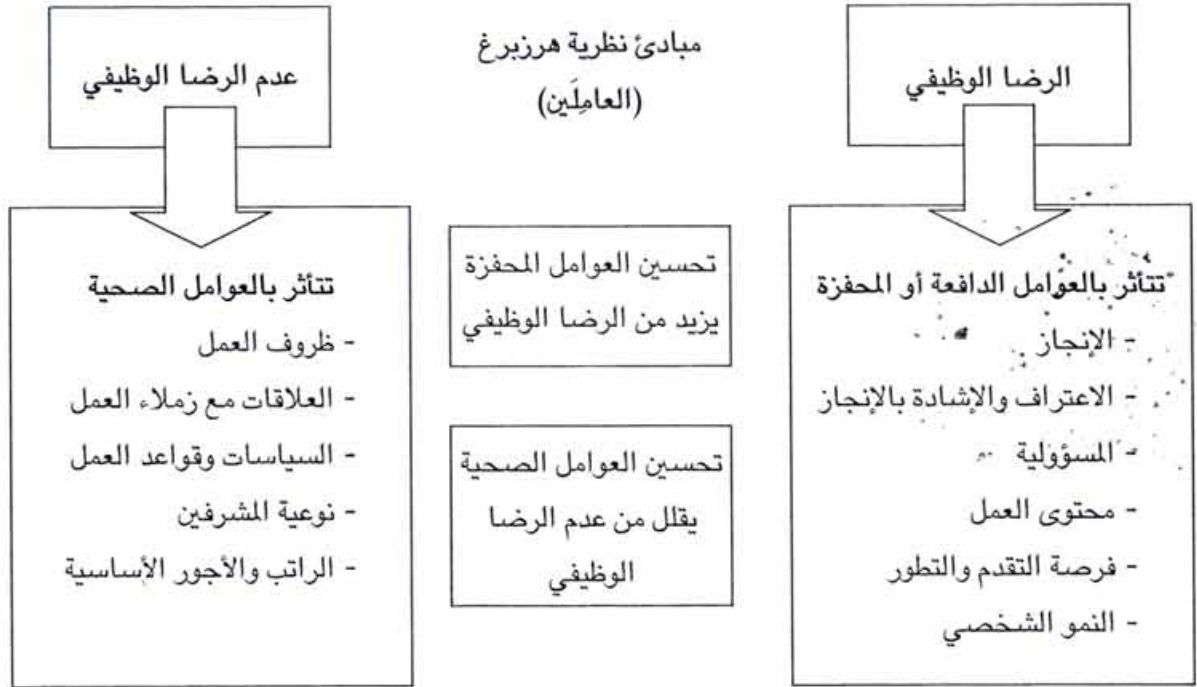 الرضا الوظيفي
مبادئ نظرية هرزبرغ
(العاملَين)
عدم الرضا الوظيفي
تتأثر بالعوامل الدافعة أو المحفزة
- الإنجاز
- الاعتراف والإشادة بالإنجاز
- المسؤولية
- محتوى العمل
- فرصة التقدم والتطور
- النمو الشخصي
تحسين العوامل المحفزة
يزيد من الرضا الوظيفي
تحسين العوامل الصحية
يقلل من عدم الرضا
الوظيفي
تتأثر بالعوامل الصحية
- ظروف العمل
- العلاقات مع زملاء العمل
- السياسات وقواعد العمل
- نوعية المشرفين
- الراتب والأجور الأساسية